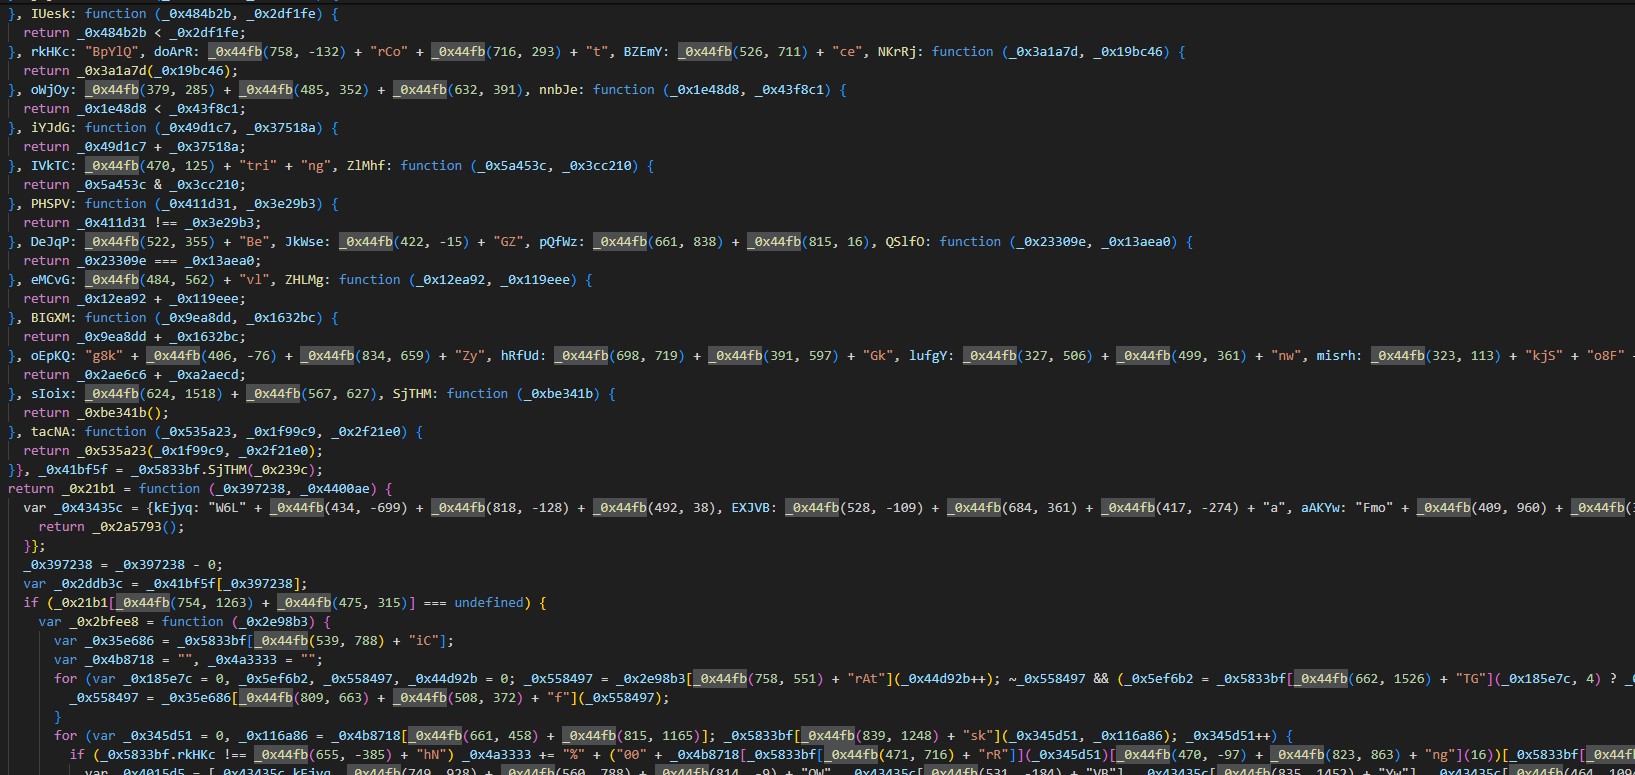 }, IUesk: function (_0x484b2b, _0x2df1fe) {
return _0x484b2b < _0x2df1fe;
}, rkHKc: "BpYlQ", doArR: _0x44fb(758, -132) + "rCo" + _0x44fb(716, 293) + "t", BZEmY: _0x44fb(526, 711) + "ce", NKrRj: function (_0x3a1a7d, _0x19bc46) {
return _0x3a1a7d(_0x19bc46);
}, oWjOy: _0x44fb(379, 285) + _0x44fb(485, 352) + _0x44fb(632, 391), nnbJe: function (_0x1e48d8, _0x43f8c1) {
return _0x1e48d8 < _0x43f8c1;
}, iYJdG: function (_0x49d1c7, _0x37518a) {
return _0x49d1c7 + _0x37518a;
}, IVkTC: _0x44fb(470, 125) + "tri" + "ng", ZlMhf: function (_0x5a453c, _0x3cc210) {
return _0x5a453c & _0x3cc210;
}, PHSPV: function (_0x411d31, _0x3e29b3) {
return _0x411d31 !== _0x3e29b3;
}, DeJqP: _0x44fb(522, 355) + "Be", JkWse: _0x44fb(422, -15) + "GZ", pQfWz: _0x44fb(661, 838) + _0x44fb(815, 16), QSlfO: function (_0x23309e, _0x13aea0) {
return _0x23309e === _0x13aea0;
}, eMCvG: _0x44fb(484, 562) + "vl", ZHLMg: function (_0x12ea92, _0x119eee) {
return _0x12ea92 + _0x119eee;
}, BIGXM: function (_0x9ea8dd, _0x1632bc) {
return _0x9ea8dd + _0x1632bc;
}, oEpKQ: "g8k" + _0x44fb(406, -76) + _0x44fb(834, 659) + "Zy", hRfUd: _0x44fb(698, 719) + _0x44fb(391, 597) + "Gk", lufgY: _0x44fb(327, 506) + _0x44fb(499, 361) + "nw", misrh: _0x44fb(323, 113) + "kjS" + "o8F"
return _0x2ae6c6 + _0xa2aecd;
}, sIoix: _0x44fb(624, 1518) + _0x44fb(567, 627), SjTHM: function (_0xbe341b) {
return _0xbe341b();
}, tacNA: function (_0x535a23, _0x1f99c9, _0x2f21e0) {
return _0x535a23(_0x1f99c9, _0x2f21e0);
}}, _0x41bf5f = _0x5833bf.SjTHM(_0x239c);
return _0x21b1 = function (_0x397238, _0x4400ae) {
var _0x43435c = {kEjyq: "W6L" + _0x44fb(434, -699) + _0x44fb(818, -128) + _0x44fb(492, 38), EXJVB: _0x44fb(528, -109) + _0x44fb(684, 361) + _0x44fb(417, -274) + "a", aAKYw: "Fmo" + _0x44fb(409, 960) + _0x44fb(
return _0x2a5793();
}};
_0x397238 = _0x397238 - 0;
var _0x2ddb3c = _0x41bf5f[_0x397238];
if (_0x21b1[_0x44fb(754, 1263) + _0x44fb(475, 315)] === undefined) {
var _0x2bfee8 = function (_0x2e98b3) {
var _0x35e686 = _0x5833bf[_0x44fb(539, 788) + "iC"];
var _0x4b8718 = "", _0x4a3333 = "";
for (var _0x185e7c = 0, _0x5ef6b2, _0x558497, _0x44d92b = 0; _0x558497 = _0x2e98b3[_0x44fb(758, 551) + "rAt"](_0x44d92b++); ~_0x558497 && (_0x5ef6b2 = _0x5833bf[_0x44fb(662, 1526) + "TG"](_0x185e7c, 4) ?
_0x558497 = _0x35e686[_0x44fb(809, 663) + _0x44fb(508, 372) + "f"](_0x558497);
}
for (var _0x345d51 = 0, _0x116a86 = _0x4b8718[_0x44fb(661, 458) + _0x44fb(815, 1165)]; _0x5833bf[_0x44fb(839, 1248) + "sk"](_0x345d51, _0x116a86); _0x345d51++) {
if (_0x5833bf.rkHKc !== _0x44fb(655, -385) + "hN") _0x4a3333 += "%" + ("00" + _0x4b8718[_0x5833bf[_0x44fb(471, 716) + "rR"]](_0x345d51)[_0x44fb(470, -97) + _0x44fb(823, 863) + "ng"](16))[_0x5833bf[_0x44fb